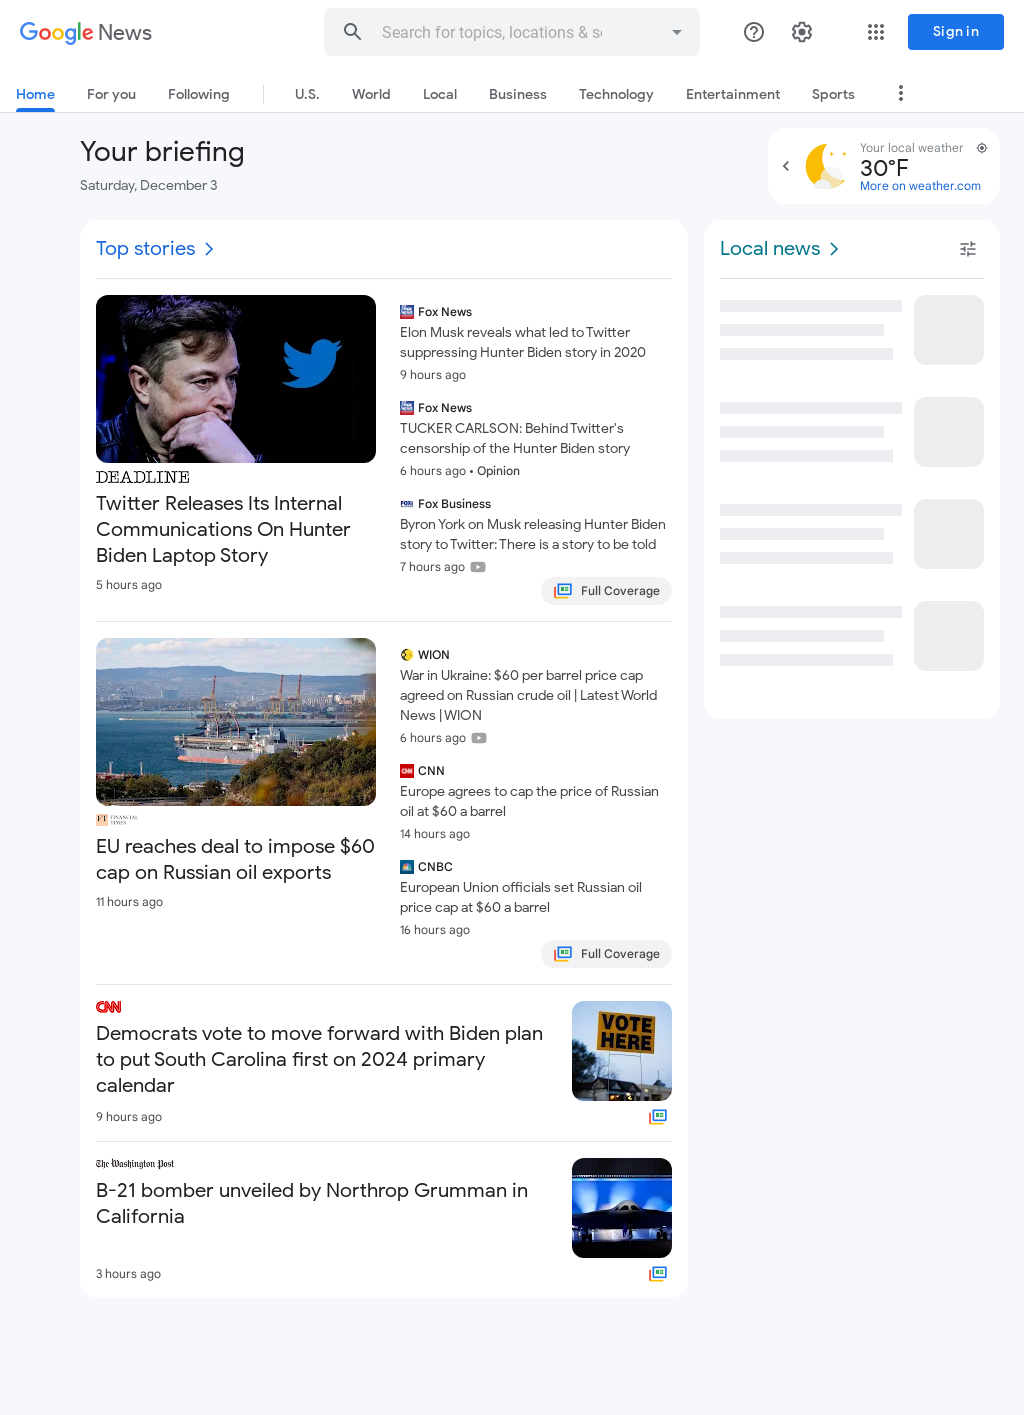 Google News
Search for topics, locations & s
Sign in
Home
For you
Following
U.S.
World
Local
Business
Technology
Entertainment
Sports
Your briefing
Saturday, December 3
Your local weather
30°F
More on weather.com
Top stories
DEADLINE
Twitter Releases Its Internal
Communications On Hunter
Biden Laptop Story
5 hours ago
Fox News
Elon Musk reveals what led to Twitter
suppressing Hunter Biden story in 2020
9 hours ago
Fox News
TUCKER CARLSON: Behind Twitter's
censorship of the Hunter Biden story
6 hours ago • Opinion
Fox Business
Byron York on Musk releasing Hunter Biden
story to Twitter: There is a story to be told
7 hours ago
Full Coverage
FT FINANCIAL
TIMES
EU reaches deal to impose $60
cap on Russian oil exports
11 hours ago
WION
War in Ukraine: $60 per barrel price cap
agreed on Russian crude oil | Latest World
News | WION
6 hours ago
CNN
Europe agrees to cap the price of Russian
oil at $60 a barrel
14 hours ago
CNBC
European Union officials set Russian oil
price cap at $60 a barrel
16 hours ago
Full Coverage
CNN
Democrats vote to move forward with Biden plan
to put South Carolina first on 2024 primary
calendar
9 hours ago
VOTE
HERE
The Washington Post
B-21 bomber unveiled by Northrop Grumman in
California
3 hours ago
Local news